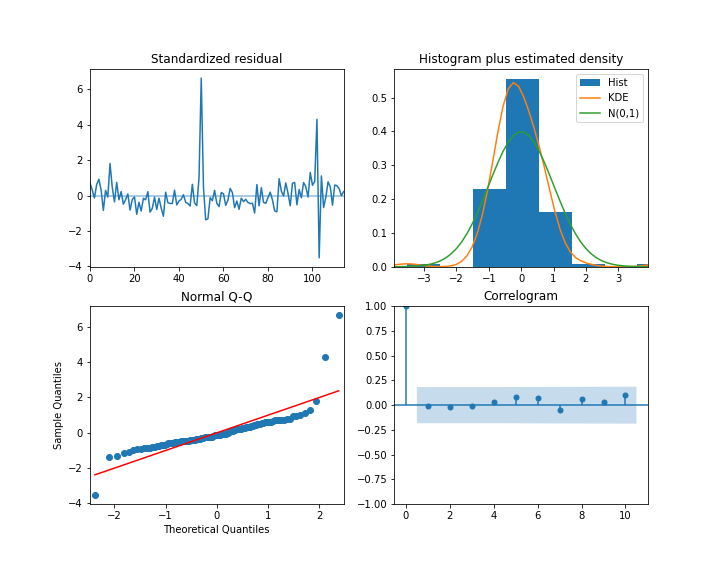 Standardized residual
6
4
2
0
−2
−4
0 20 40 60 80 100
Histogram plus estimated density
Hist
KDE
N(0,1)
0.5
0.4
0.3
0.2
0.1
0.0
−3 −2 −1 0 1 2 3
Normal Q-Q
Sample Quantiles
6
4
2
0
−2
−4
−2 −1 0 1 2
Theoretical Quantiles
Correlogram
1.00
0.75
0.50
0.25
0.00
−0.25
−0.50
−0.75
−1.00
0 2 4 6 8 10